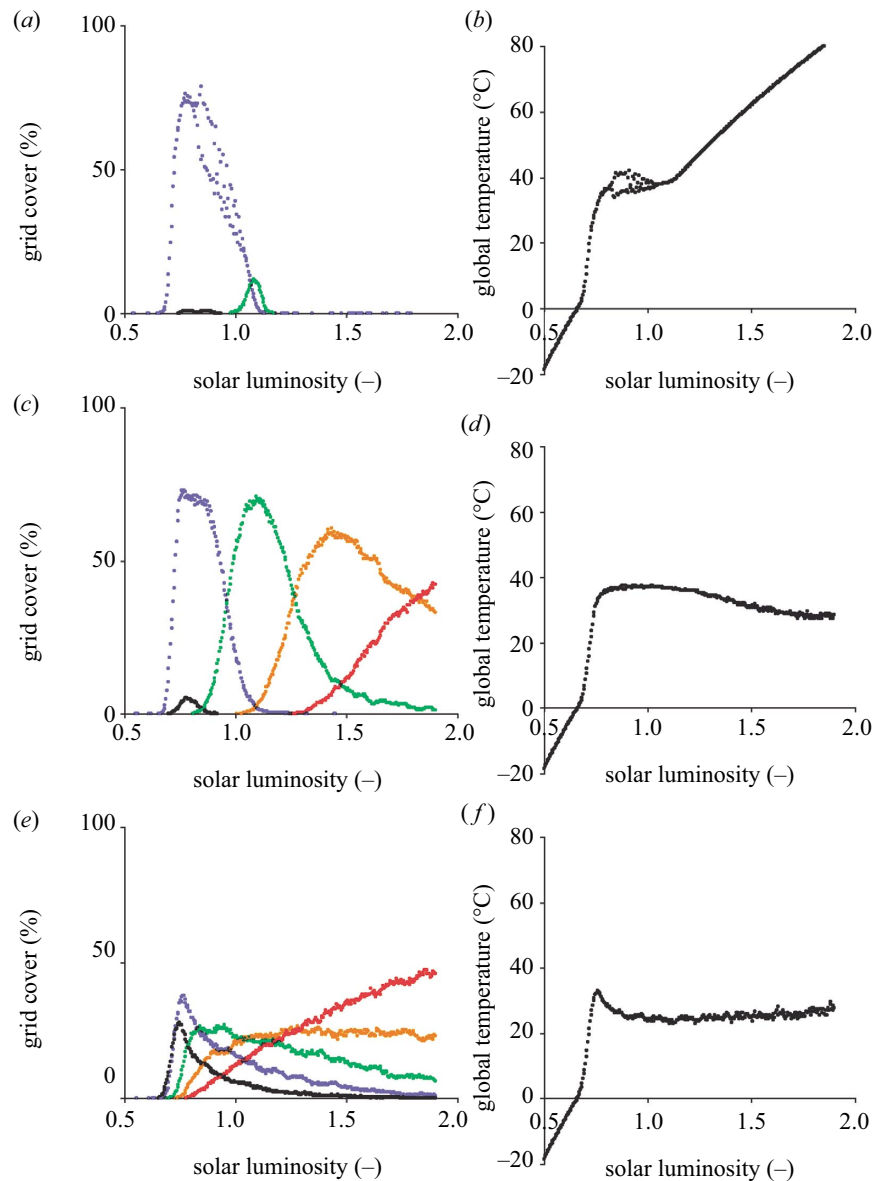 (a)
100
50
0
0.5
1.0
1.5
2.0
grid cover (%)
solar luminosity (–)
(b)
80
60
40
20
0
–20
0.5
1.0
1.5
2.0
global temperature (°C)
solar luminosity (–)
(c)
100
50
0
0.5
1.0
1.5
2.0
grid cover (%)
solar luminosity (–)
(d)
80
60
40
20
0
–20
0.5
1.0
1.5
2.0
global temperature (°C)
solar luminosity (–)
(e)
100
50
0
0.5
1.0
1.5
2.0
grid cover (%)
solar luminosity (–)
(f)
80
60
40
20
0
–20
0.5
1.0
1.5
2.0
global temperature (°C)
solar luminosity (–)